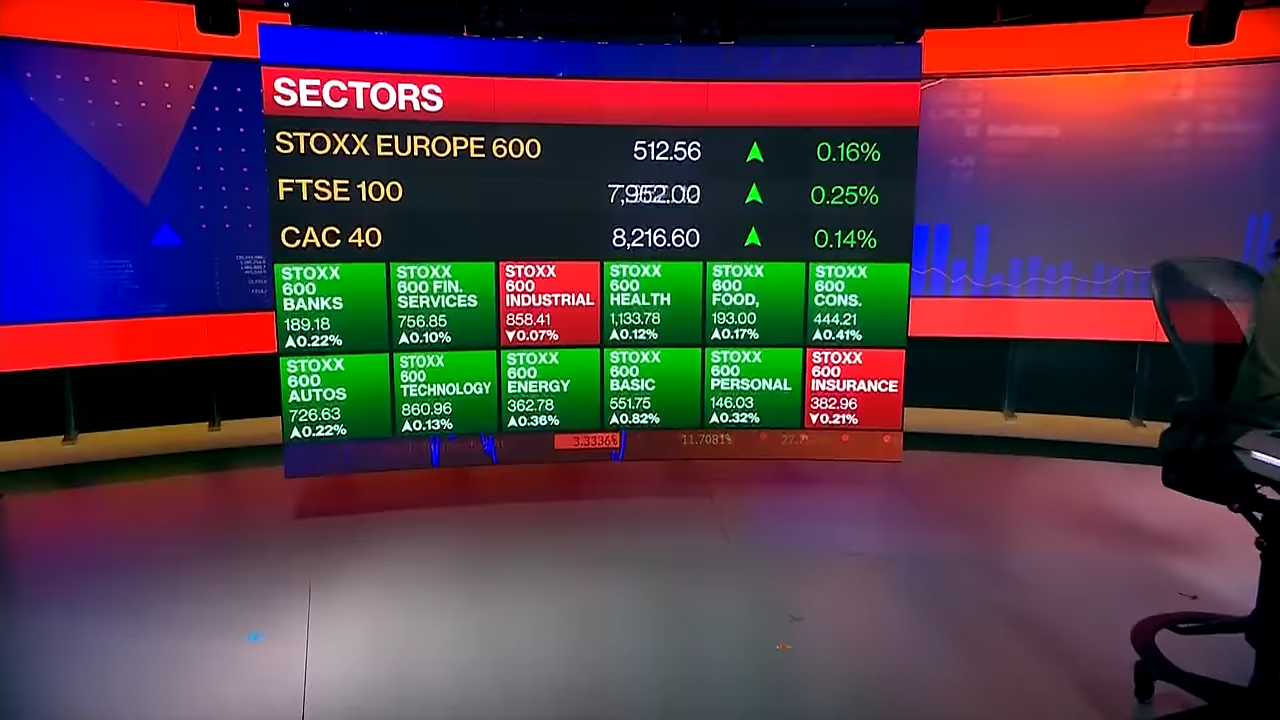 SECTORS
STOXX EUROPE 600 512.56 ▲ 0.16%
FTSE 100 ▲ 0.25%
CAC 40 8,216.60 ▲ 0.14%
STOXX 600 BANKS
189.18
▲0.22%
STOXX 600 FIN. SERVICES
756.85
▲0.10%
STOXX 600 INDUSTRIAL
858.41
▼0.07%
STOXX 600 HEALTH
1,133.78
▲0.12%
STOXX 600 FOOD,
193.00
▲0.17%
STOXX 600 CONS.
444.21
▲0.41%
STOXX 600 AUTOS
726.63
▲0.22%
STOXX 600 TECHNOLOGY
860.96
▲0.13%
STOXX 600 ENERGY
362.78
▲0.36%
STOXX 600 BASIC
551.75
▲0.82%
STOXX 600 PERSONAL
146.03
▲0.32%
STOXX 600 INSURANCE
382.96
▼0.21%
3.3336% 11.7081%